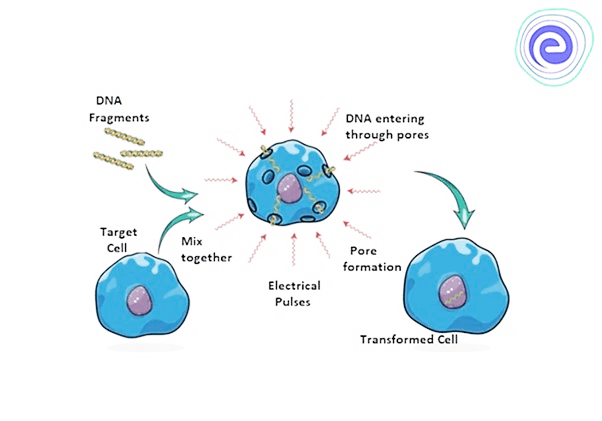 DNA
Fragments
DNA entering
through pores
Target
Cell
Mix
together
Pore
formation
Electrical
Pulses
Transformed Cell